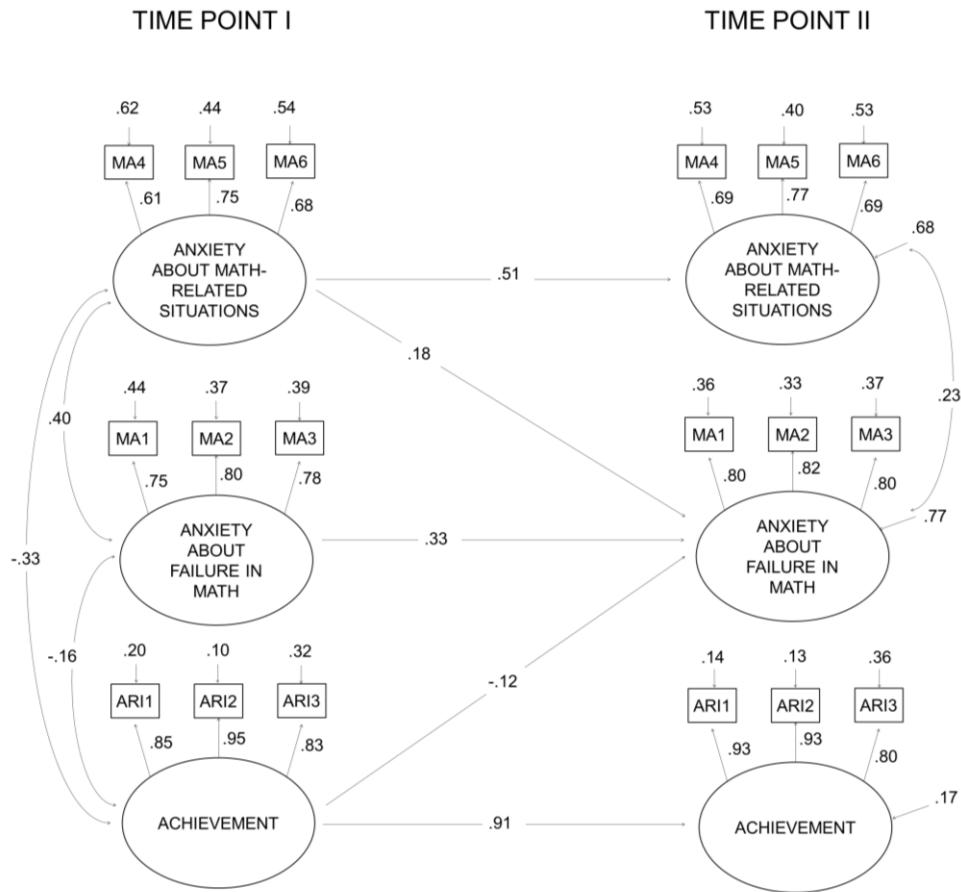 TIME POINT I
TIME POINT II
.62 .44 .54
MA4 MA5 MA6
.61 .75 .68
ANXIETY
ABOUT MATH-
RELATED
SITUATIONS
.53 .40 .53
MA4 MA5 MA6
.69 .77 .69
.68
ANXIETY
ABOUT MATH-
RELATED
SITUATIONS
.51
.18
.40
.23
.44 .37 .39
MA1 MA2 MA3
.75 .80 .78
ANXIETY
ABOUT
FAILURE IN
MATH
.36 .33 .37
MA1 MA2 MA3
.80 .82 .80
.77
ANXIETY
ABOUT
FAILURE IN
MATH
.33
-.33
-.16
-.12
.20 .10 .32
ARI1 ARI2 ARI3
.85 .95 .83
ACHIEVEMENT
.91
.14 .13 .36
ARI1 ARI2 ARI3
.93 .93 .80
.17
ACHIEVEMENT